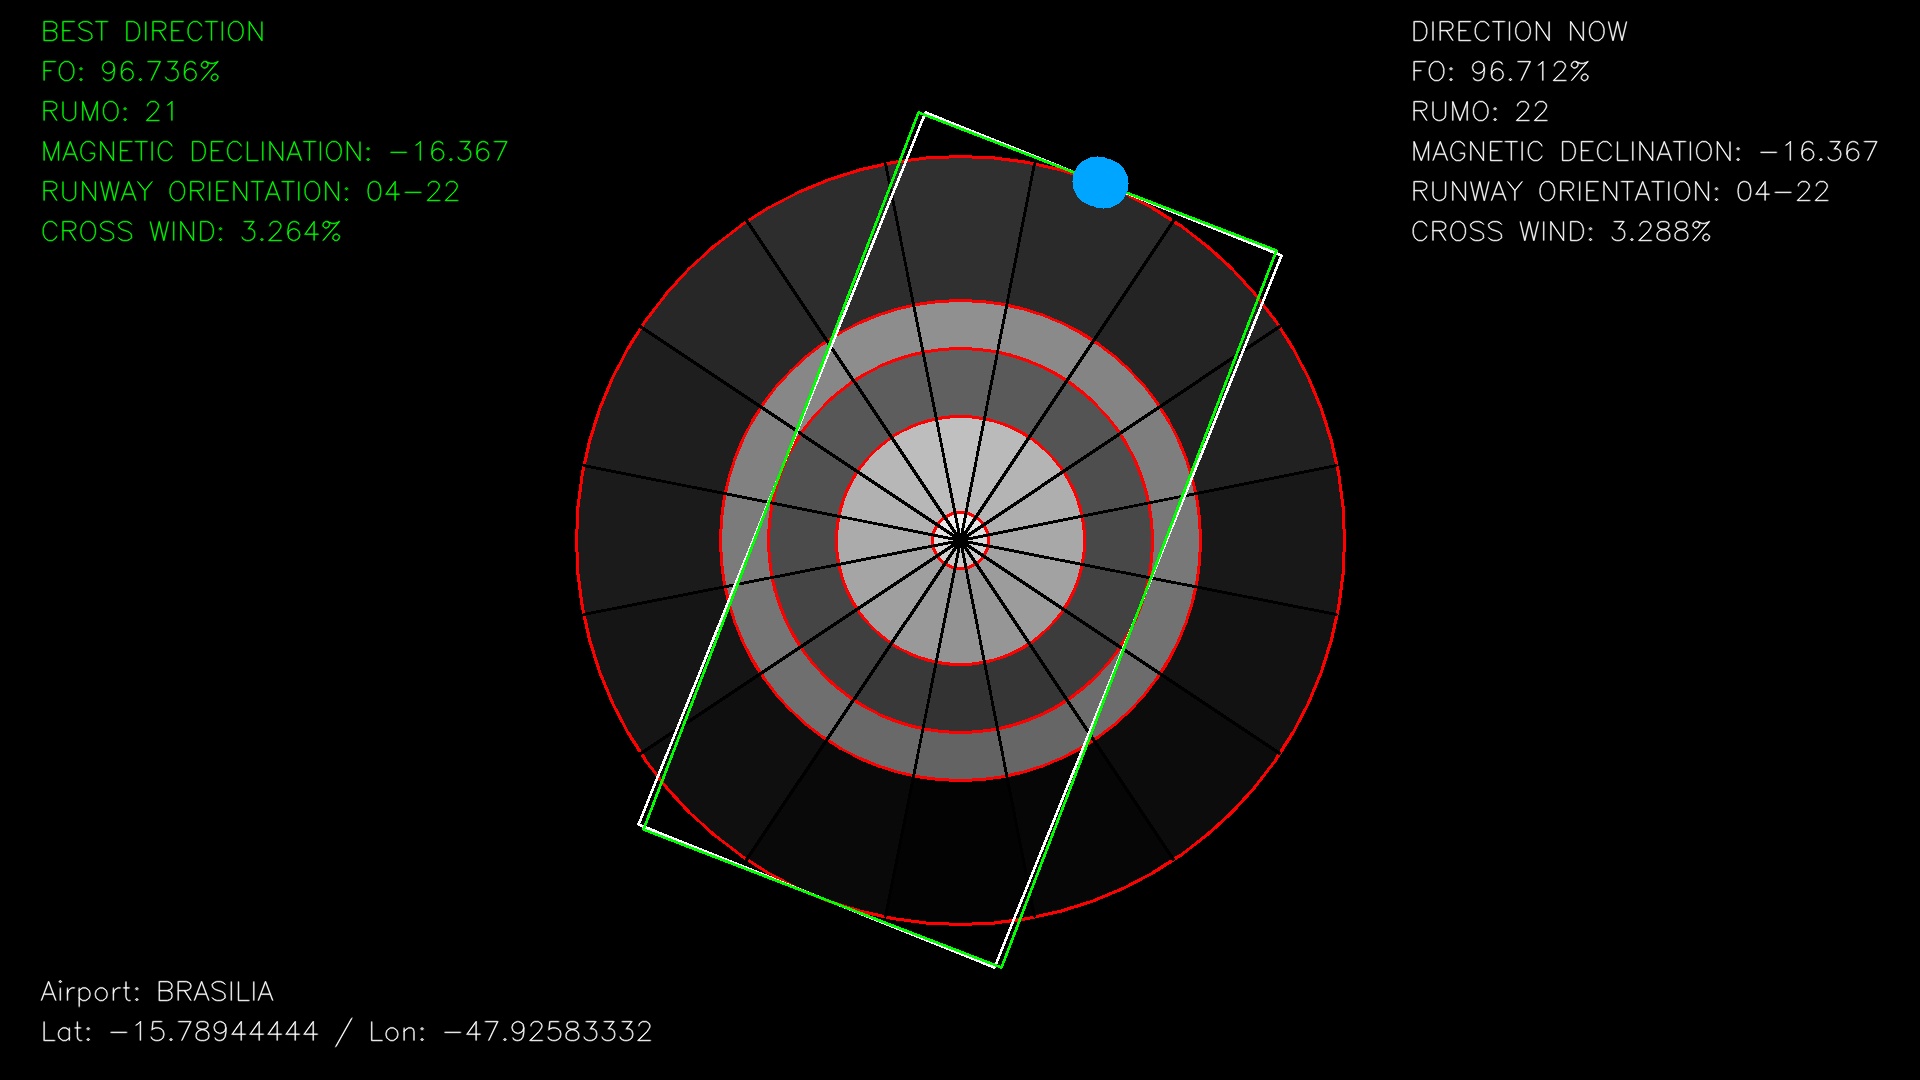 BEST DIRECTION
FO: 96.736%
RUMO: 21
MAGNETIC DECLINATION: -16.367
RUNWAY ORIENTATION: 04-22
CROSS WIND: 3.264%
DIRECTION NOW
FO: 96.712%
RUMO: 22
MAGNETIC DECLINATION: -16.367
RUNWAY ORIENTATION: 04-22
CROSS WIND: 3.288%
Airport: BRASILIA
Lat: -15.78944444 / Lon: -47.92583332